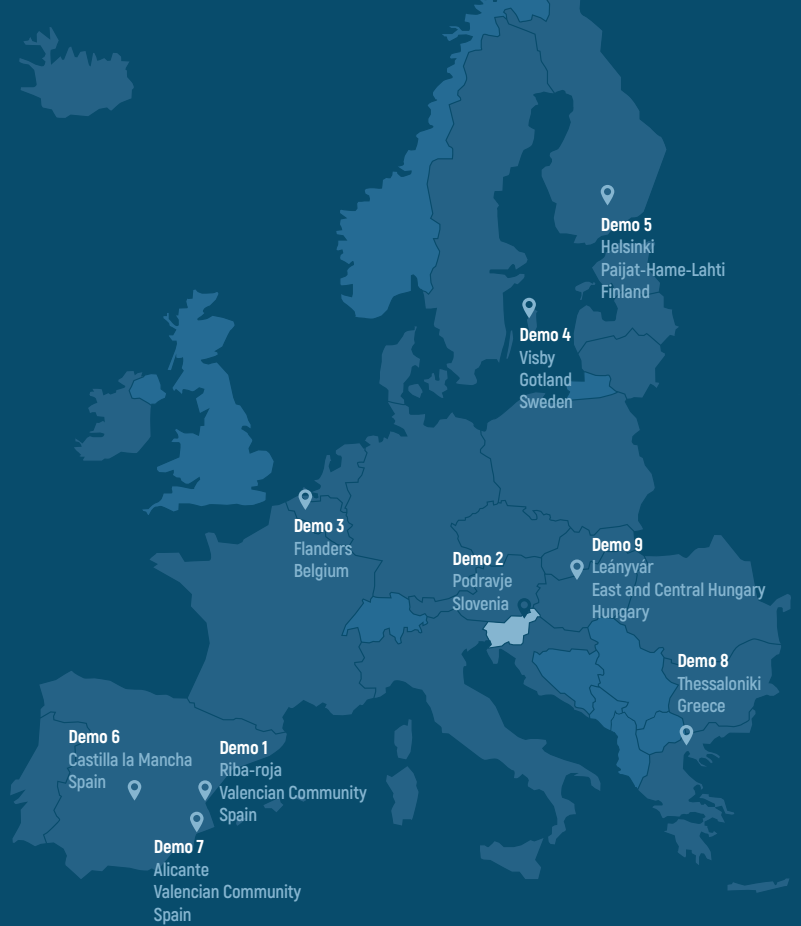 Demo 5
Helsinki
Paijat-Hame-Lahti
Finland
Demo 4
Visby
Gotland
Sweden
Demo 3
Flanders
Belgium
Demo 2
Podravje
Slovenia
Demo 9
Leányvár
East and Central Hungary
Hungary
Demo 8
Thessaloniki
Greece
Demo 6
Castilla la Mancha
Spain
Demo 1
Riba-roja
Valencian Community
Spain
Demo 7
Alicante
Valencian Community
Spain